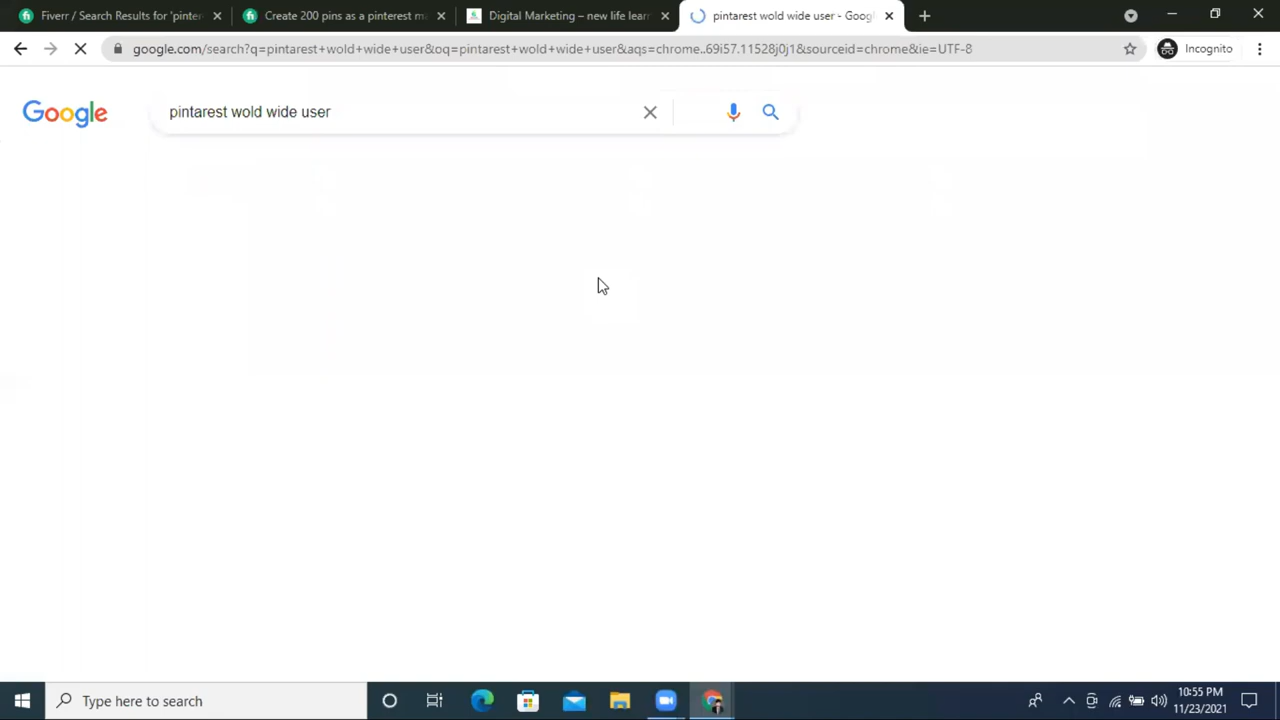 Fiverr / Search Results for 'pinter
Create 200 pins as a pinterest m
Digital Marketing – new life learn
pintarest wold wide user - Goog
google.com/search?q=pintarest+wold+wide+user&oq=pintarest+wold+wide+user&aqs=chrome..69i57.11528j0j1&sourceid=chrome&ie=UTF-8
Incognito
Google
pintarest wold wide user
Type here to search
10:55 PM
11/23/2021